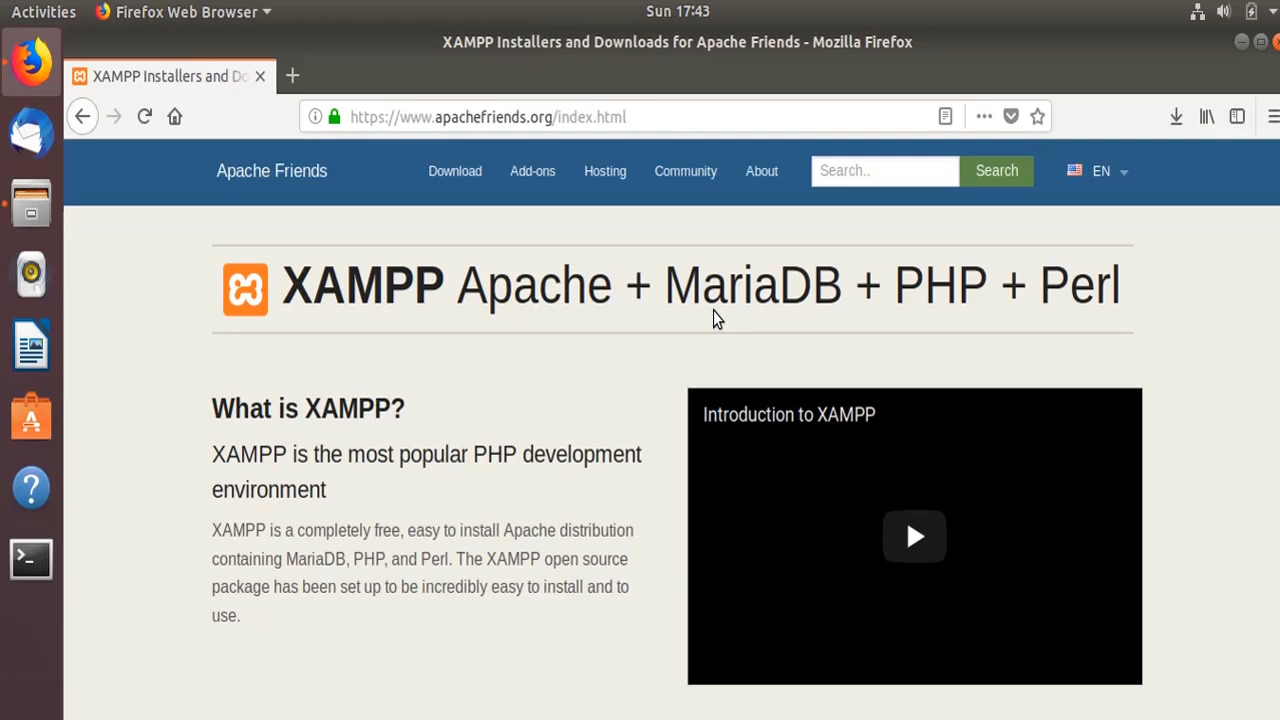 Activities Firefox Web Browser Sun 17:43
XAMPP Installers and Downloads for Apache Friends - Mozilla Firefox
XAMPP Installers and Do
https://www.apachefriends.org/index.html
Apache Friends Download Add-ons Hosting Community About Search.. Search EN
XAMPP Apache + MariaDB + PHP + Perl
What is XAMPP?
XAMPP is the most popular PHP development
environment
XAMPP is a completely free, easy to install Apache distribution
containing MariaDB, PHP, and Perl. The XAMPP open source
package has been set up to be incredibly easy to install and to
use.
Introduction to XAMPP